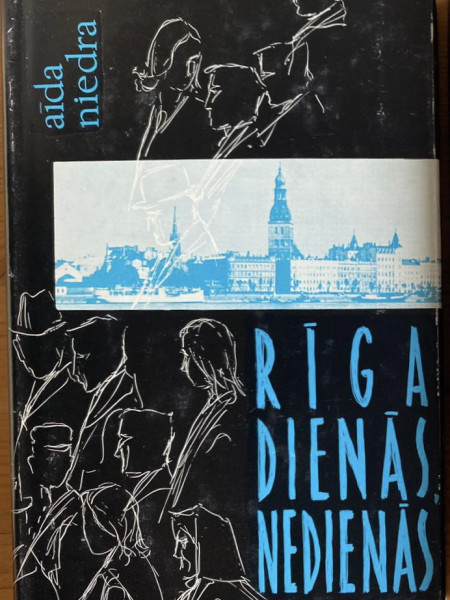 aīda
niedra
RĪGA
DIENĀS,
NEDIENĀS